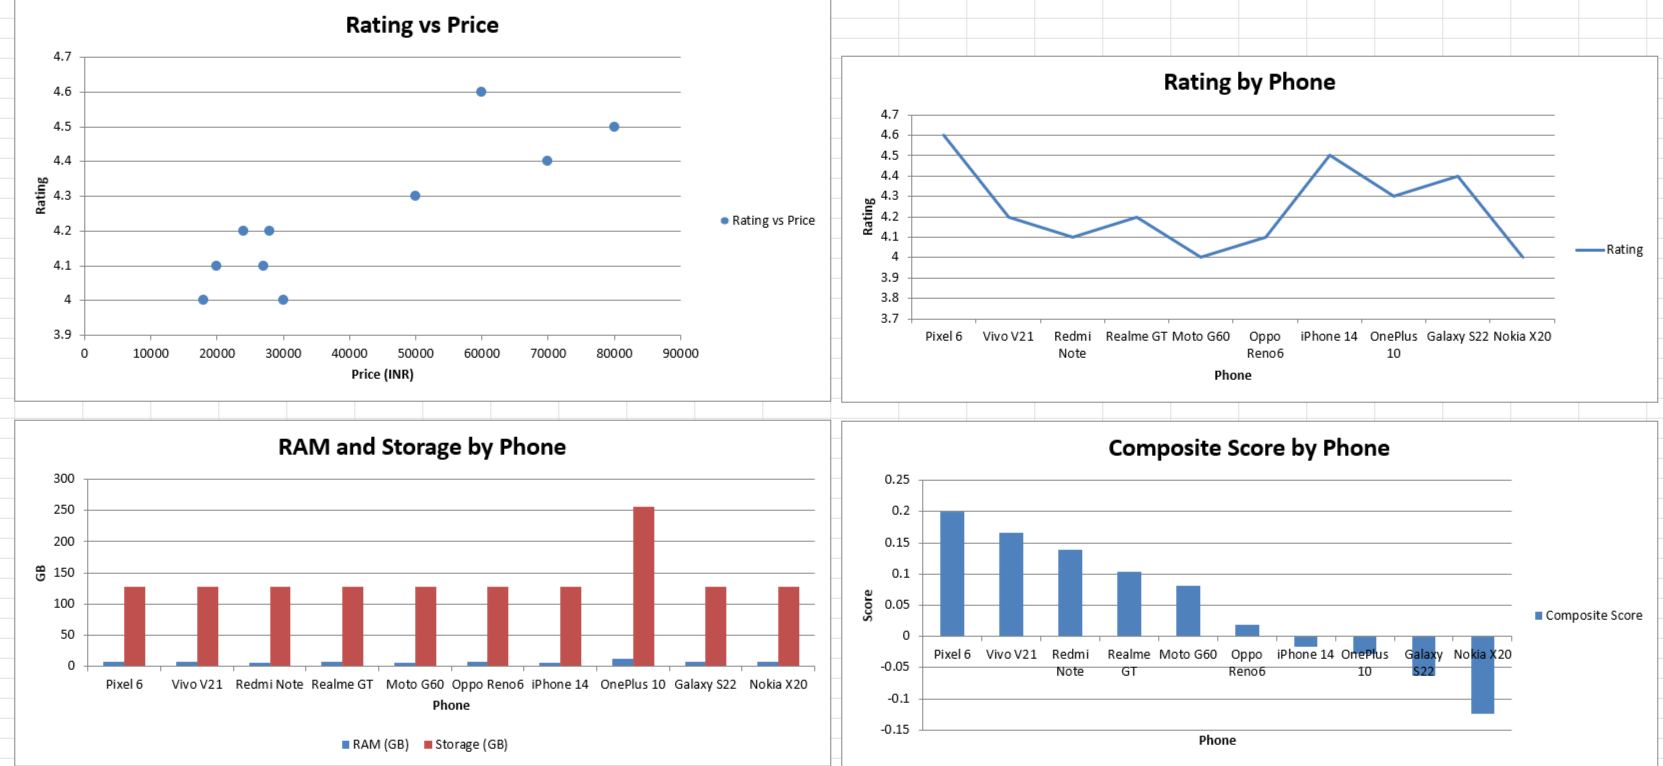 Rating vs Price
4.7
4.6
4.5
4.4
4.3
4.2
4.1
4
3.9
Rating
0 10000 20000 30000 40000 50000 60000 70000 80000 90000
Price (INR)
Rating vs Price
Rating by Phone
4.7
4.6
4.5
4.4
4.3
4.2
4.1
4
3.9
3.8
3.7
Rating
Pixel 6 Vivo V21 Redmi Realme GT Moto G60 Oppo iPhone 14 OnePlus Galaxy S22 Nokia X20
Note Reno6 10
Phone
Rating
RAM and Storage by Phone
300
250
200
150
100
50
0
GB
Pixel 6 Vivo V21 Redmi Note Realme GT Moto G60 Oppo Reno6 iPhone 14 OnePlus 10 Galaxy S22 Nokia X20
Phone
RAM (GB) Storage (GB)
Composite Score by Phone
0.25
0.2
0.15
0.1
0.05
0
-0.05
-0.1
-0.15
Score
Pixel 6 Vivo V21 Redmi Realme Moto G60 Oppo iPhone 14 OnePlus Galaxy Nokia X20
Note GT Reno6 10 S22
Phone
Composite Score